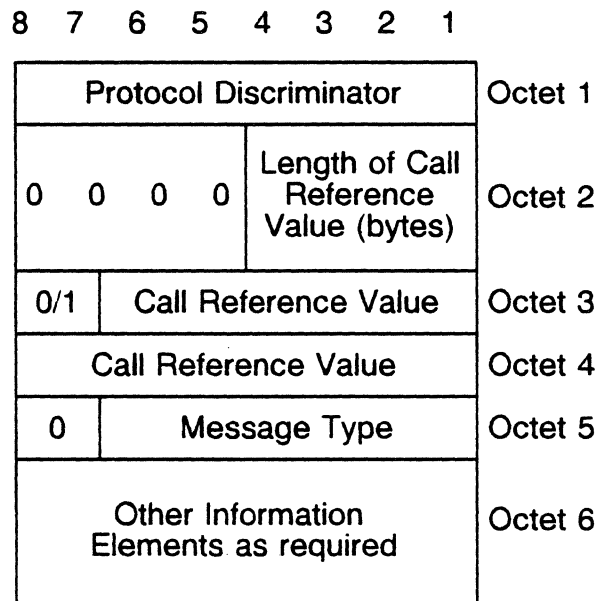 8 7 6 5 4 3 2 1
Protocol Discriminator Octet 1
0 0 0 0 Length of Call Reference Value (bytes) Octet 2
0/1 Call Reference Value Octet 3
Call Reference Value Octet 4
0 Message Type Octet 5
Other Information
Elements as required Octet 6